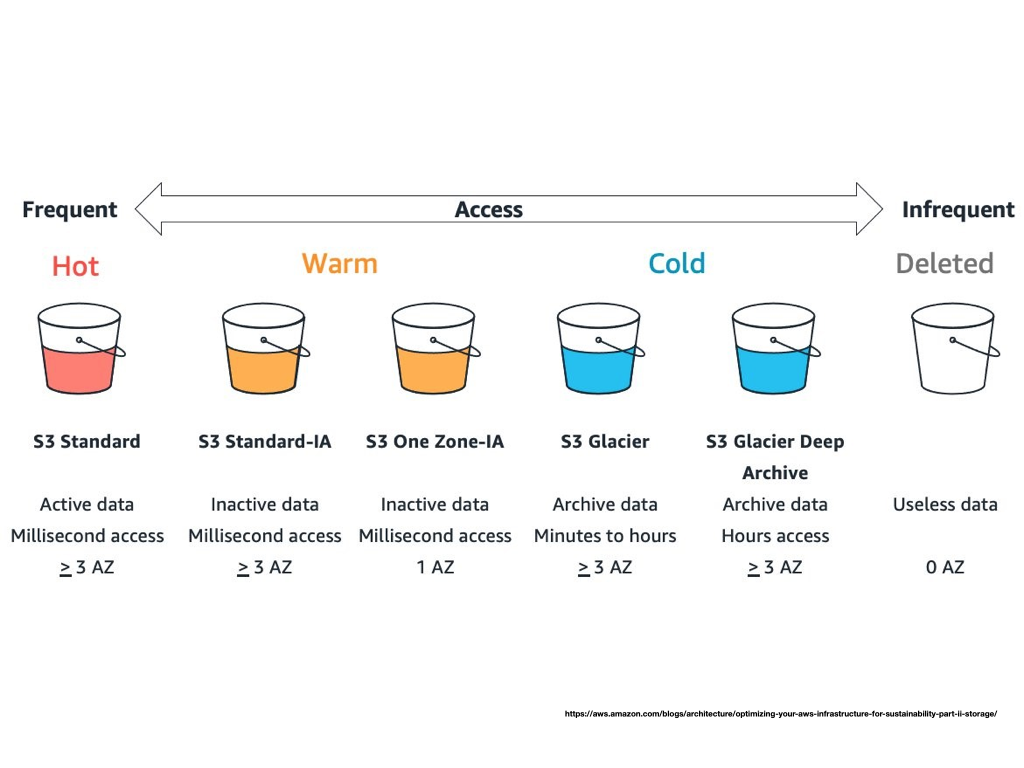 Frequent Access Infrequent
Hot Warm Cold Deleted
S3 Standard S3 Standard-IA S3 One Zone-IA S3 Glacier S3 Glacier Deep
Archive
Active data Inactive data Inactive data Archive data Archive data Useless data
Millisecond access Millisecond access Millisecond access Minutes to hours Hours access
≥ 3 AZ ≥ 3 AZ 1 AZ ≥ 3 AZ ≥ 3 AZ 0 AZ
https://aws.amazon.com/blogs/architecture/optimizing-your-aws-infrastructure-for-sustainability-part-ii-storage/